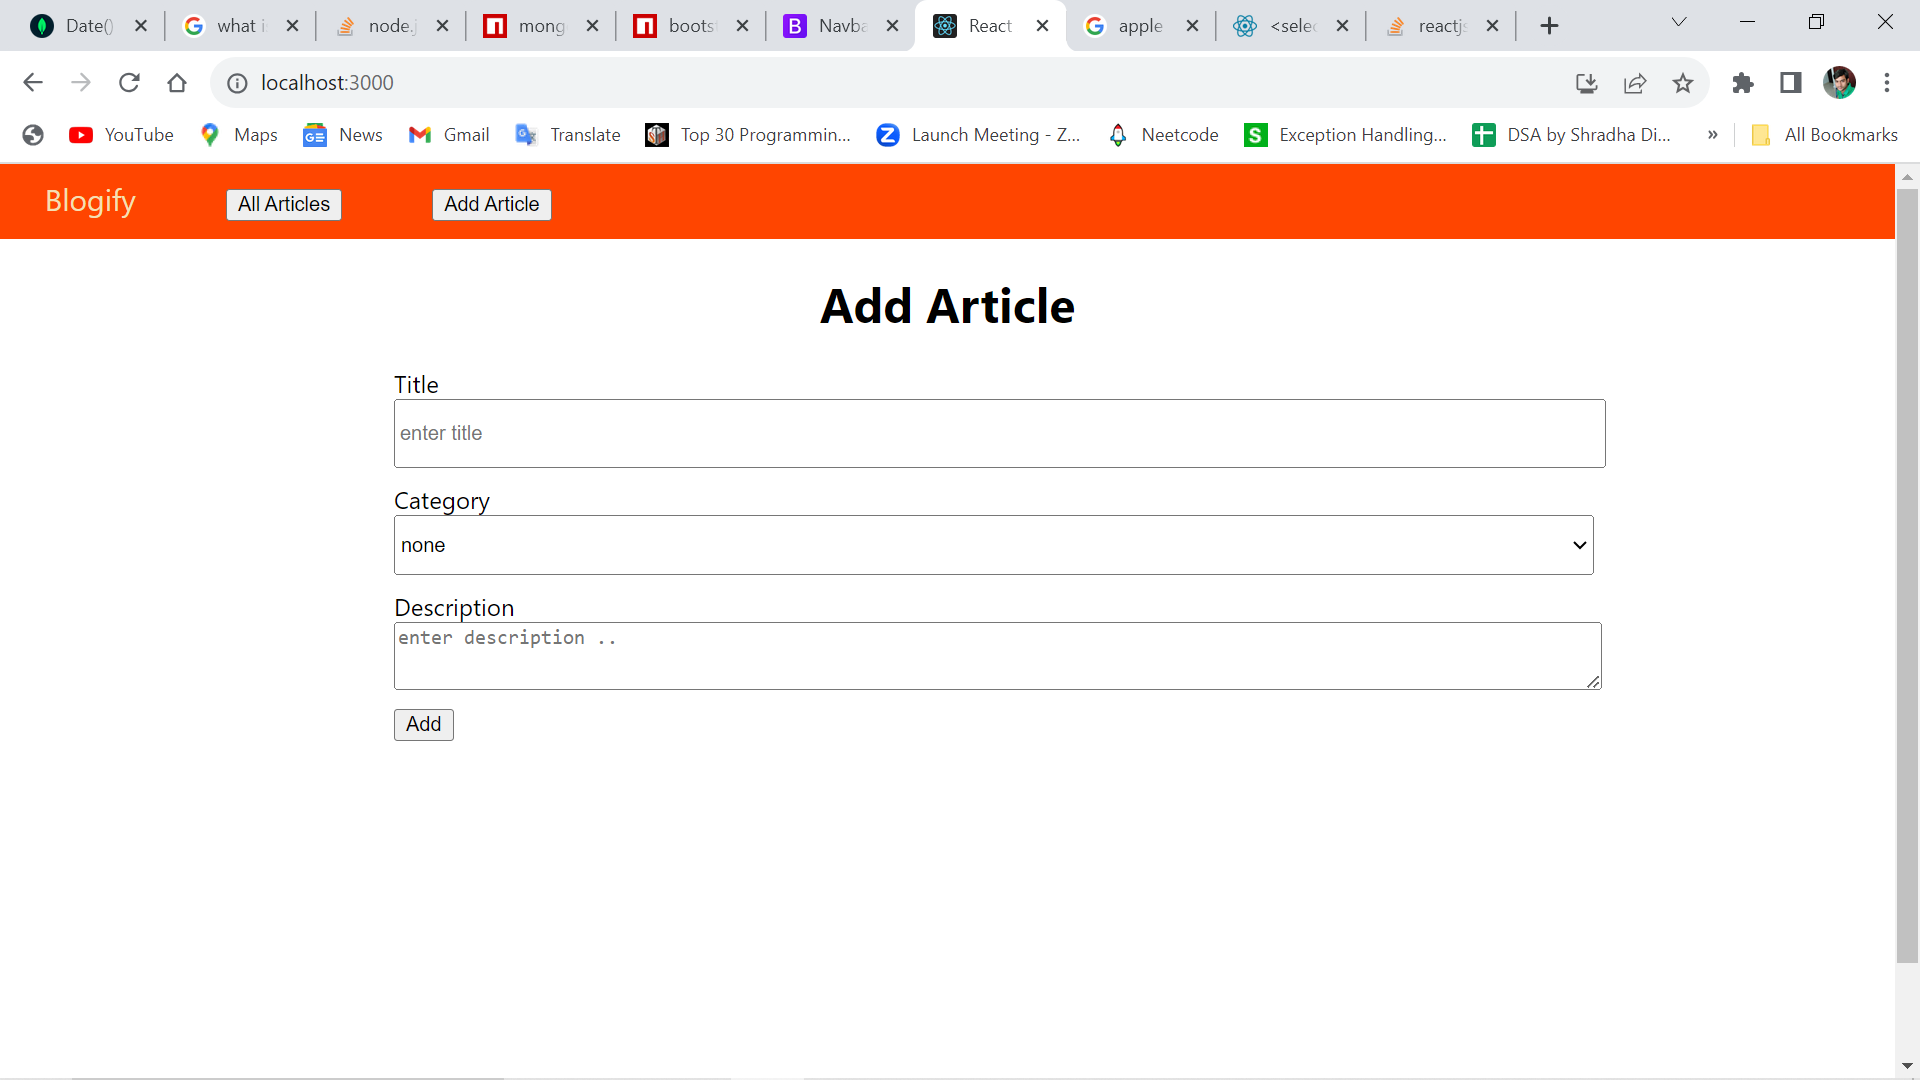 Date() what i node.j mong boots Navba React apple <selec reactjs
localhost:3000
YouTube Maps News Gmail Translate Top 30 Programmin... Launch Meeting - Z... Neetcode Exception Handling... DSA by Shradha Di... » All Bookmarks
Blogify All Articles Add Article
Add Article
Title
enter title
Category
none
Description
enter description ..
Add